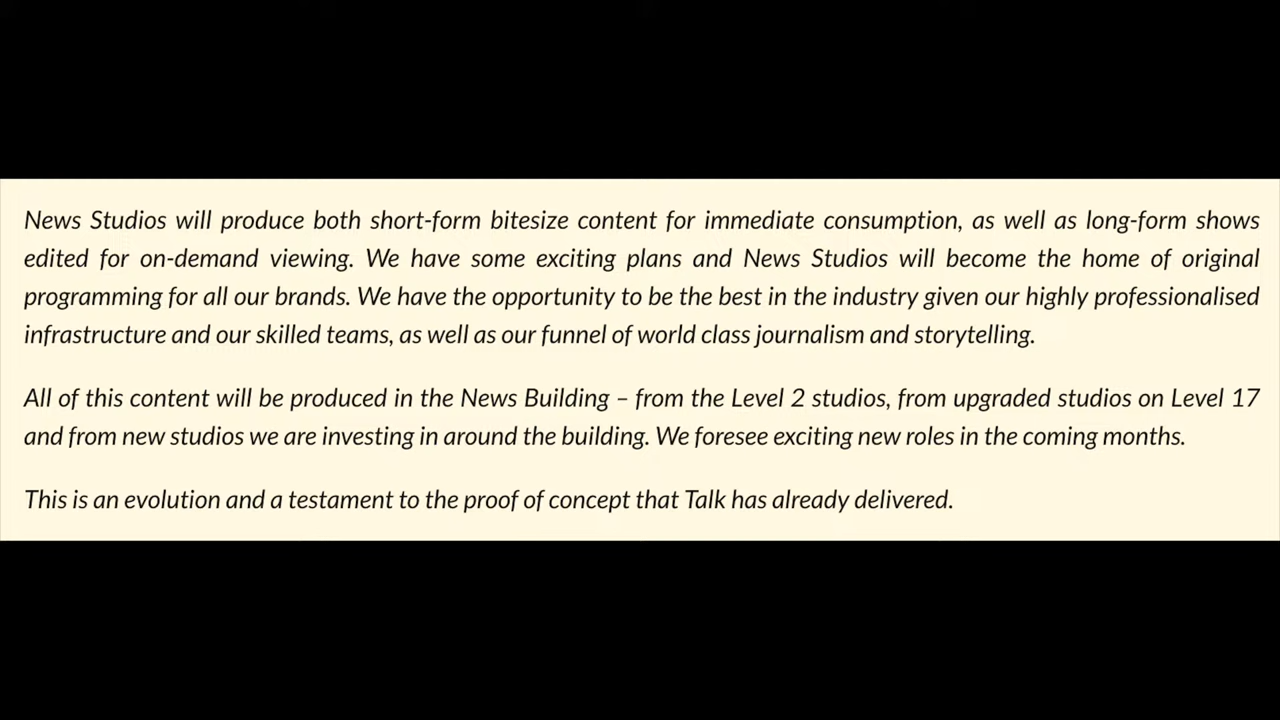 News Studios will produce both short-form bitesize content for immediate consumption, as well as long-form shows
edited for on-demand viewing. We have some exciting plans and News Studios will become the home of original
programming for all our brands. We have the opportunity to be the best in the industry given our highly professionalised
infrastructure and our skilled teams, as well as our funnel of world class journalism and storytelling.
All of this content will be produced in the News Building – from the Level 2 studios, from upgraded studios on Level 17
and from new studios we are investing in around the building. We foresee exciting new roles in the coming months.
This is an evolution and a testament to the proof of concept that Talk has already delivered.